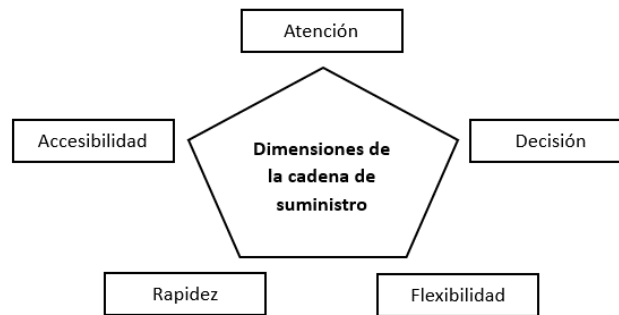 Atención
Accesibilidad
Decisión
Dimensiones de
la cadena de
suministro
Rapidez
Flexibilidad